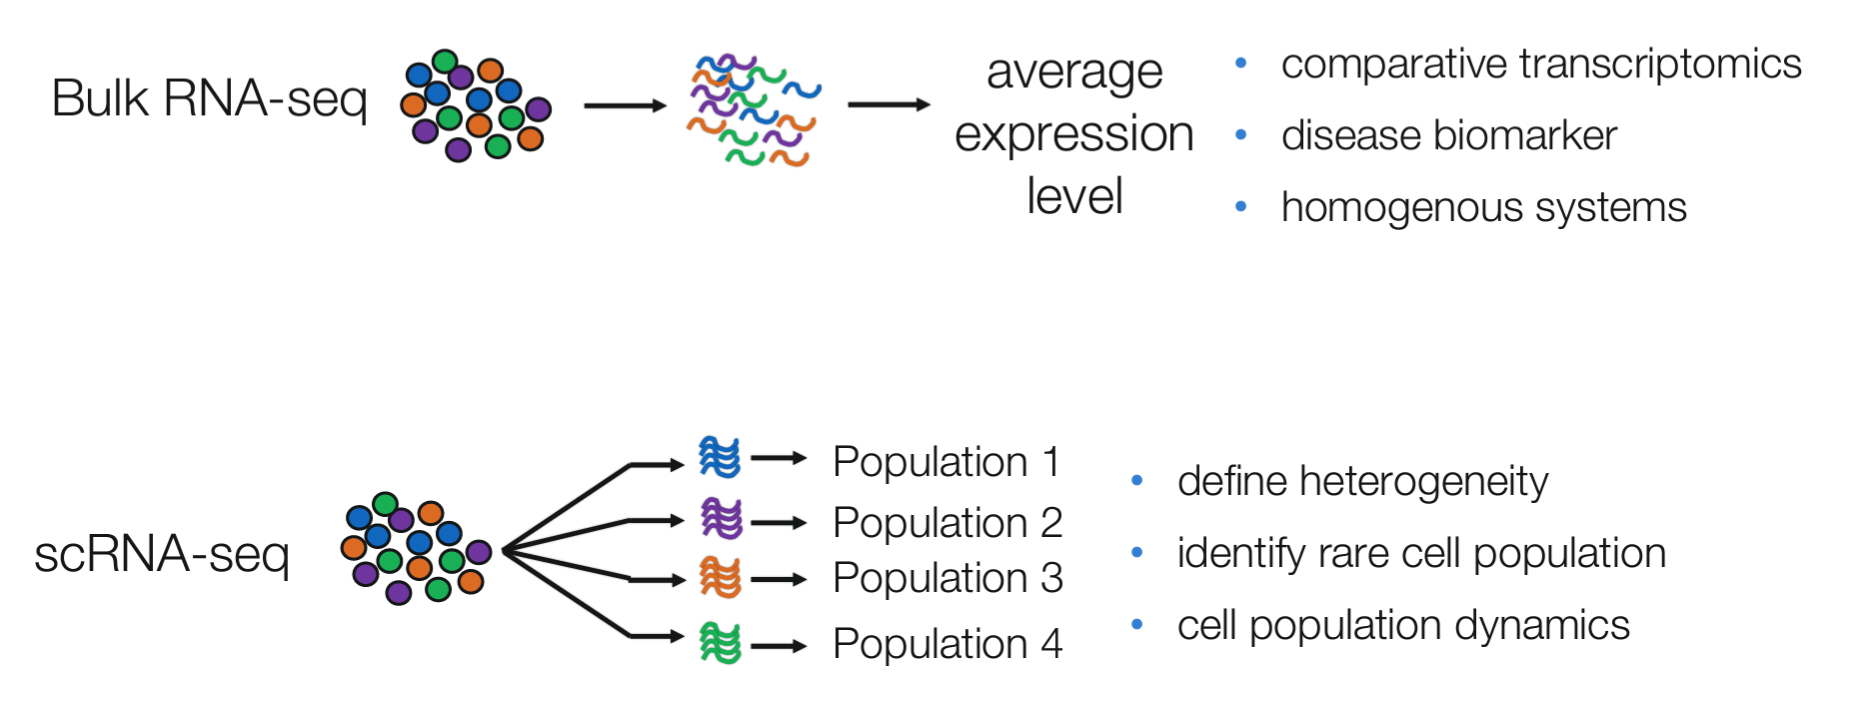 Bulk RNA-seq
average
expression
level
comparative transcriptomics
disease biomarker
homogenous systems
scRNA-seq
Population 1
Population 2
Population 3
Population 4
define heterogeneity
identify rare cell population
cell population dynamics